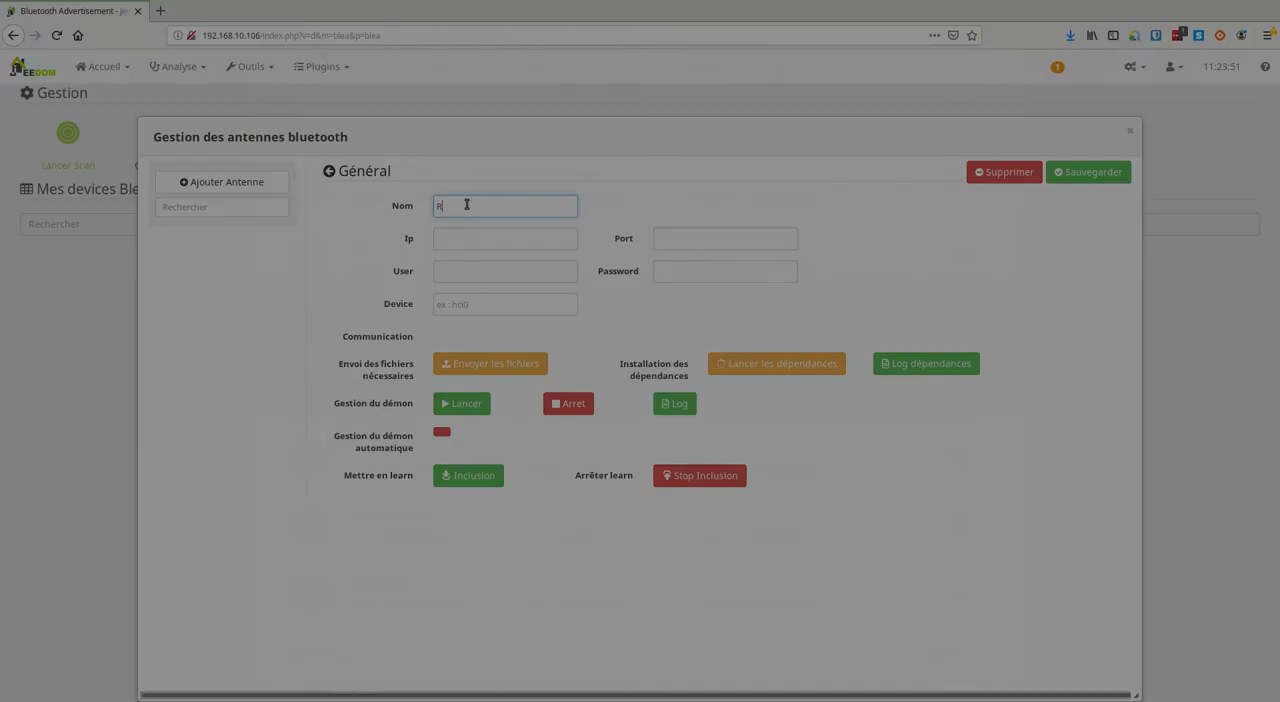 Bluetooth Advertisement - Jee
192.168.10.106/index.php?v=d&m=blea&p=blea
1
JEEDOM
Accueil
Analyse
Outils
Plugins
11:23:51
Gestion
Gestion des antennes bluetooth
Lancer Scan
Ajouter Antenne
Général
Supprimer
Sauvegarder
Mes devices Ble
Rechercher
Rechercher
Nom
R
Ip
Port
User
Password
Device
ex : hci0
Communication
Envoi des fichiers
nécessaires
Envoyer les fichiers
Installation des
dépendances
Lancer les dépendances
Log dépendances
Gestion du démon
Lancer
Arret
Log
Gestion du démon
automatique
Mettre en learn
Inclusion
Arrêter learn
Stop Inclusion